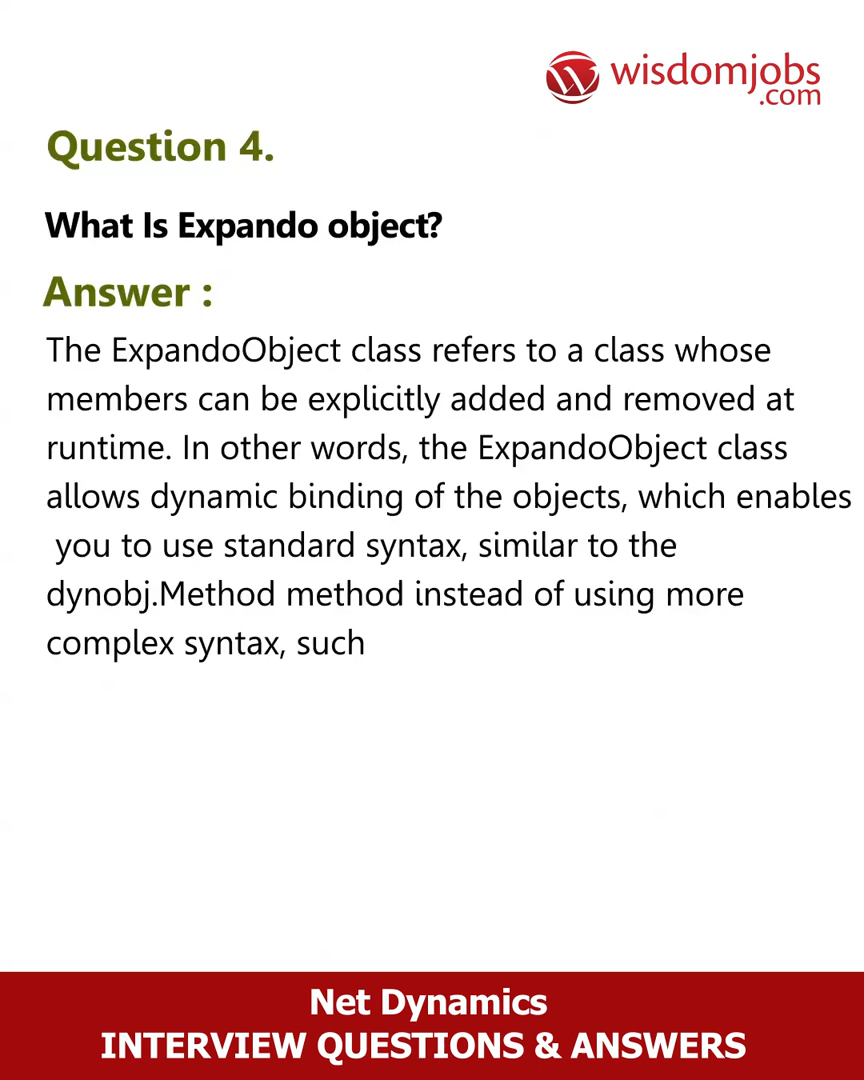 wisdomjobs
.com
Question 4.
What Is Expando object?
Answer :
The ExpandoObject class refers to a class whose
members can be explicitly added and removed at
runtime. In other words, the ExpandoObject class
allows dynamic binding of the objects, which enables
you to use standard syntax, similar to the
dynobj.Method method instead of using more
complex syntax, such
Net Dynamics
INTERVIEW QUESTIONS & ANSWERS